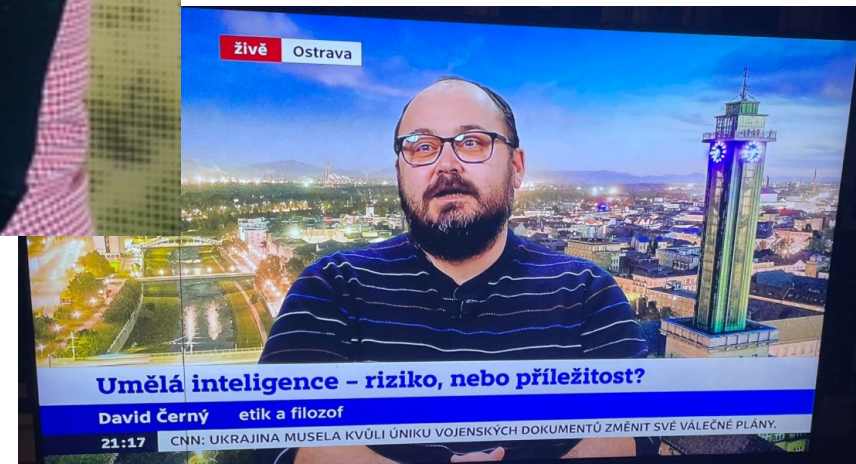 živě Ostrava
Umělá inteligence – riziko, nebo příležitost?
David Černý etik a filozof
21:17 CNN: UKRAJINA MUSELA KVŮLI ÚNIKU VOJENSKÝCH DOKUMENTŮ ZMĚNIT SVÉ VÁLEČNÉ PLÁNY.